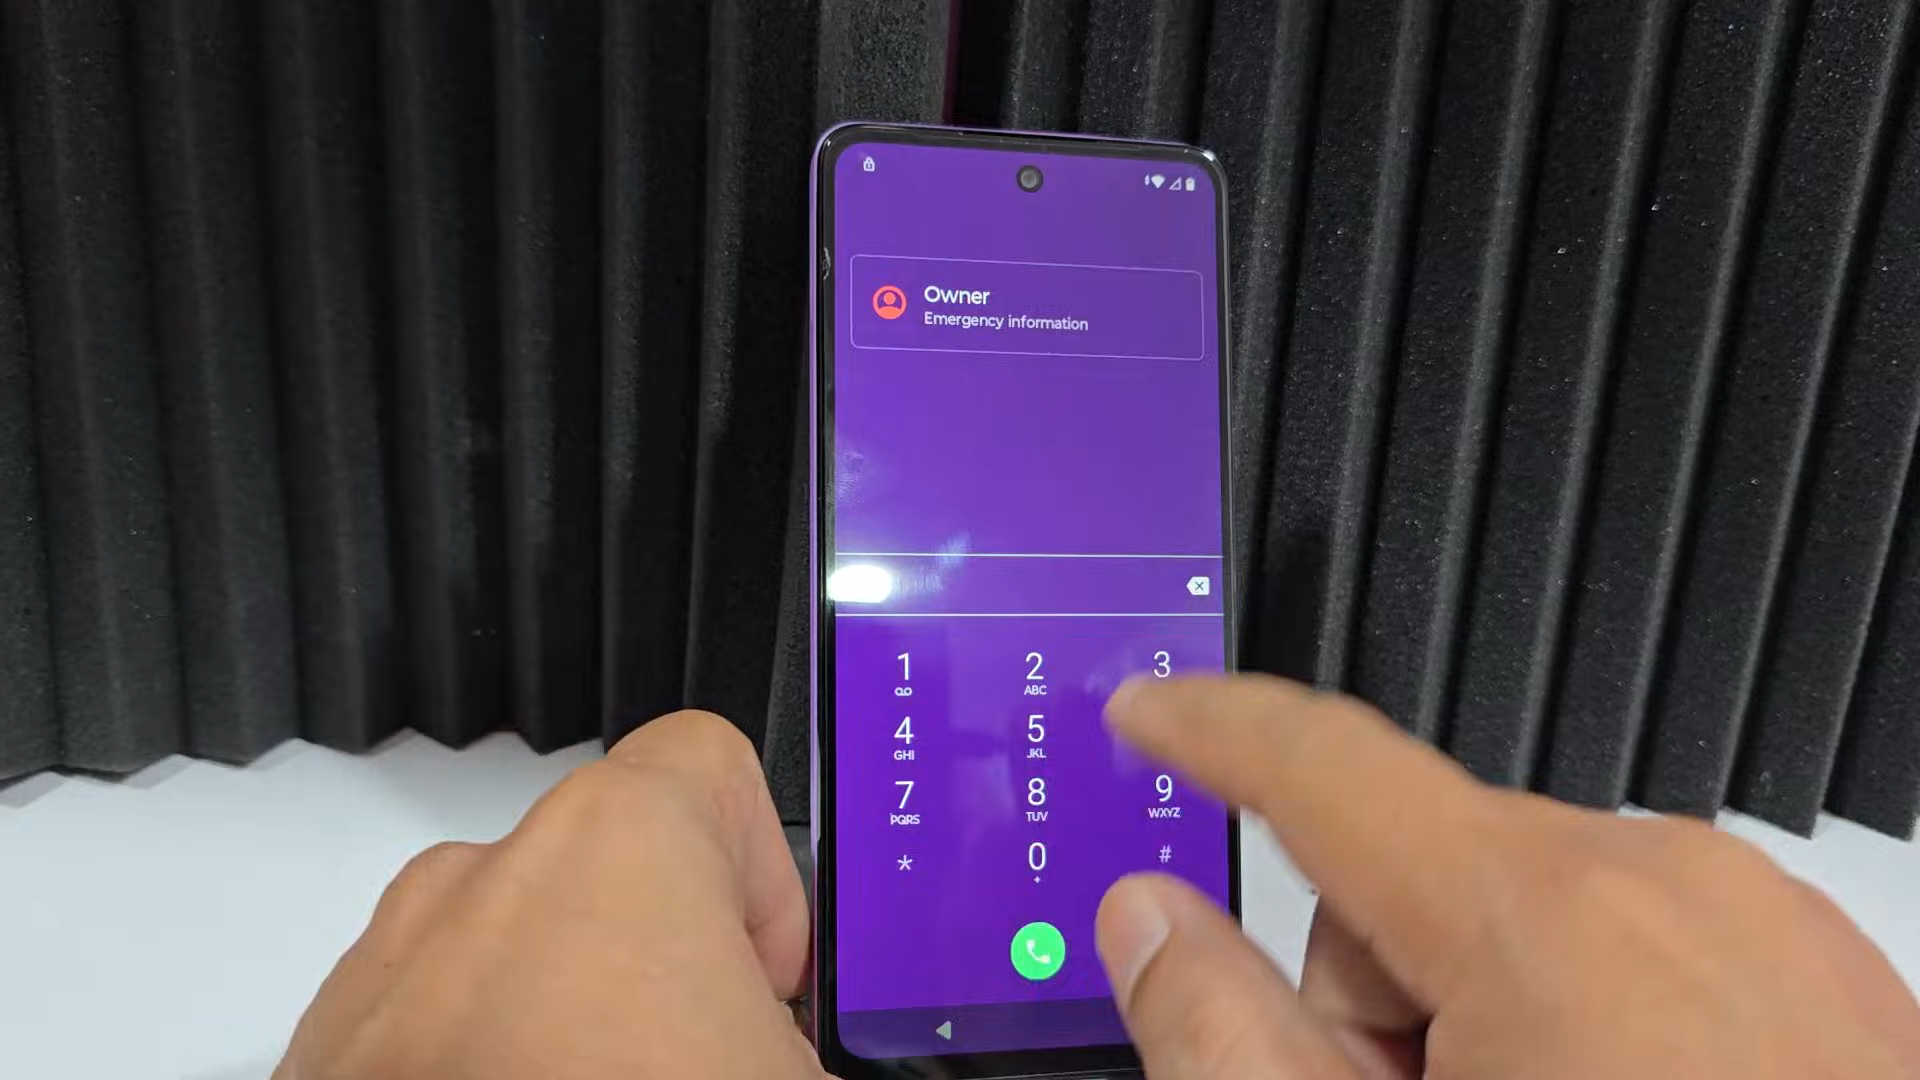 Owner
Emergency information
1 2 3
ABC
4 5
GHI JKL
7 8 9
PQRS TUV WXYZ
* 0 #
+